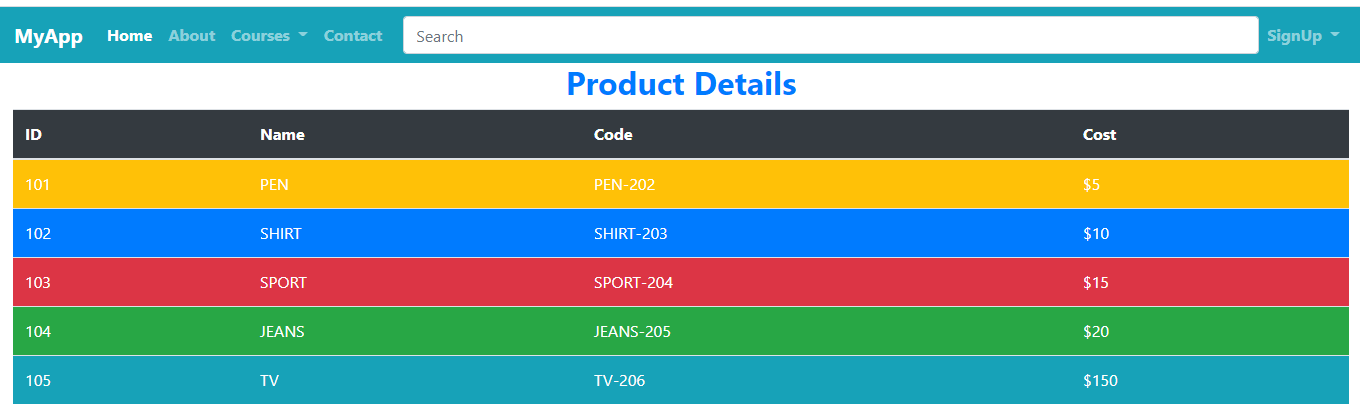 MyApp Home About Courses Contact Search SignUp
Product Details
ID Name Code Cost
101 PEN PEN-202 $5
102 SHIRT SHIRT-203 $10
103 SPORT SPORT-204 $15
104 JEANS JEANS-205 $20
105 TV TV-206 $150